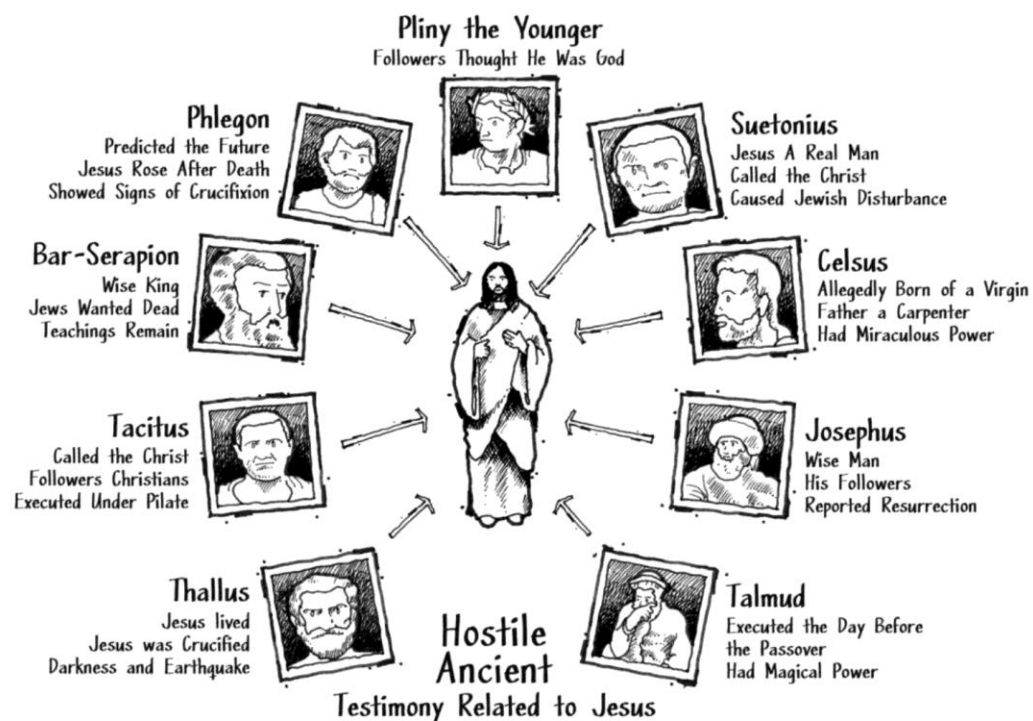 Pliny the Younger
Followers Thought He Was God
Phlegon
Predicted the Future
Jesus Rose After Death
Showed Signs of Crucifixion
Suetonius
Jesus A Real Man
Called the Christ
Caused Jewish Disturbance
Bar-Serapion
Wise King
Jews Wanted Dead
Teachings Remain
Celsus
Allegedly Born of a Virgin
Father a Carpenter
Had Miraculous Power
Tacitus
Called the Christ
Followers Christians
Executed Under Pilate
Josephus
Wise Man
His Followers
Reported Resurrection
Thallus
Jesus lived
Jesus was Crucified
Darkness and Earthquake
Talmud
Executed the Day Before
the Passover
Had Magical Power
Hostile
Ancient
Testimony Related to Jesus